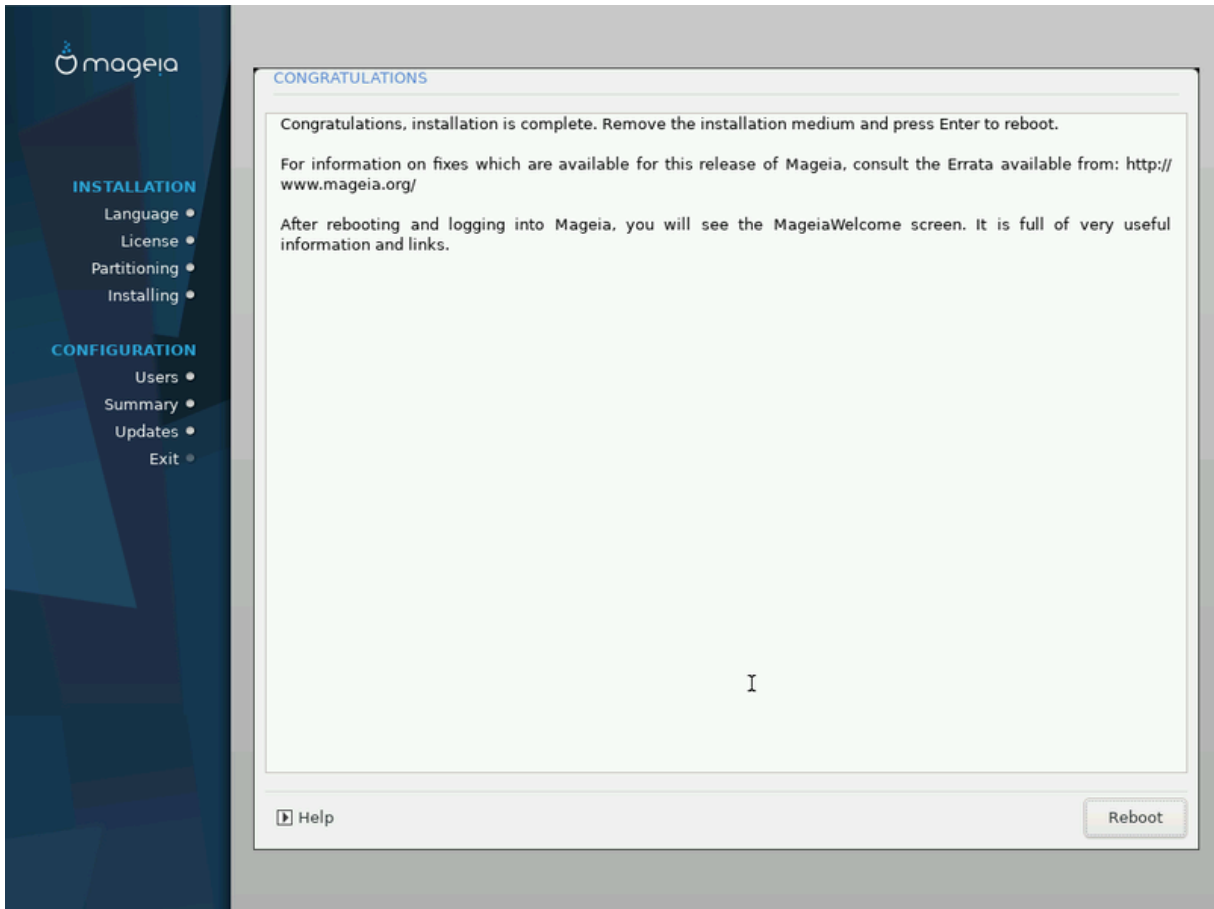 mageia
INSTALLATION
Language
License
Partitioning
Installing
CONFIGURATION
Users
Summary
Updates
Exit
CONGRATULATIONS
Congratulations, installation is complete. Remove the installation medium and press Enter to reboot.
For information on fixes which are available for this release of Mageia, consult the Errata available from: http://
www.mageia.org/
After rebooting and logging into Mageia, you will see the MageiaWelcome screen. It is full of very useful
information and links.
Help
Reboot